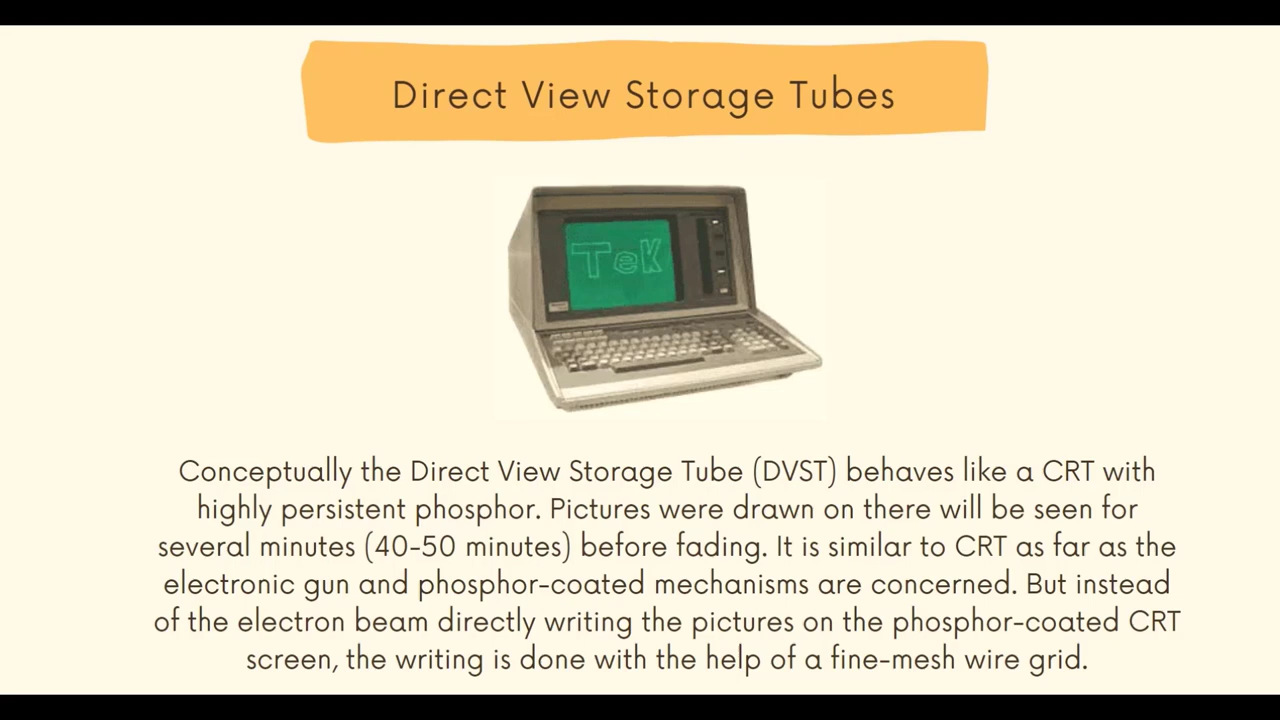 Direct View Storage Tubes
TeK
Conceptually the Direct View Storage Tube (DVST) behaves like a CRT with
highly persistent phosphor. Pictures were drawn on there will be seen for
several minutes (40-50 minutes) before fading. It is similar to CRT as far as the
electronic gun and phosphor-coated mechanisms are concerned. But instead
of the electron beam directly writing the pictures on the phosphor-coated CRT
screen, the writing is done with the help of a fine-mesh wire grid.